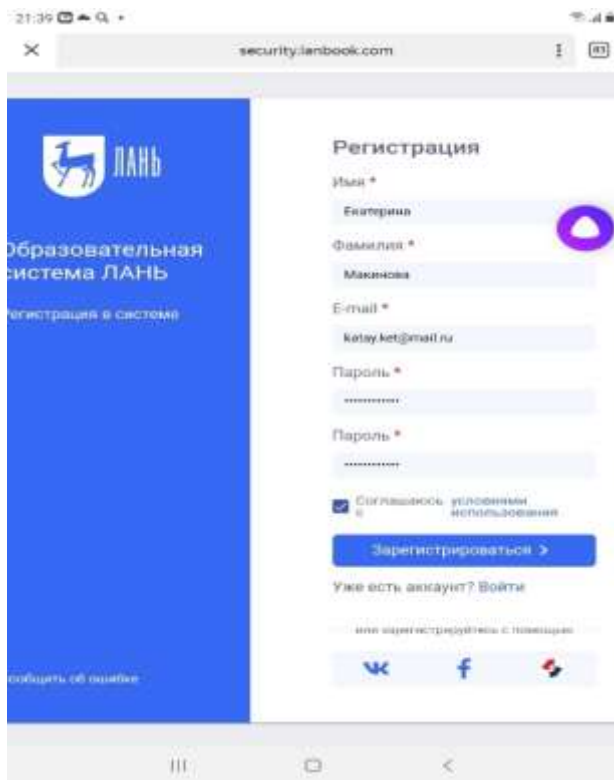 21:39
security.lanbook.com
ЛАНЬ
Образовательная
система ЛАНЬ
Регистрация в системе
сообщить об ошибке
Регистрация
Имя *
Екатерина
Фамилия *
Макинова
E-mail *
katay.ket@mail.ru
Пароль *
Пароль *
Соглашаюсь с условиями использования
Зарегистрироваться >
Уже есть аккаунт? Войти
или зарегистрируйтесь с помощью